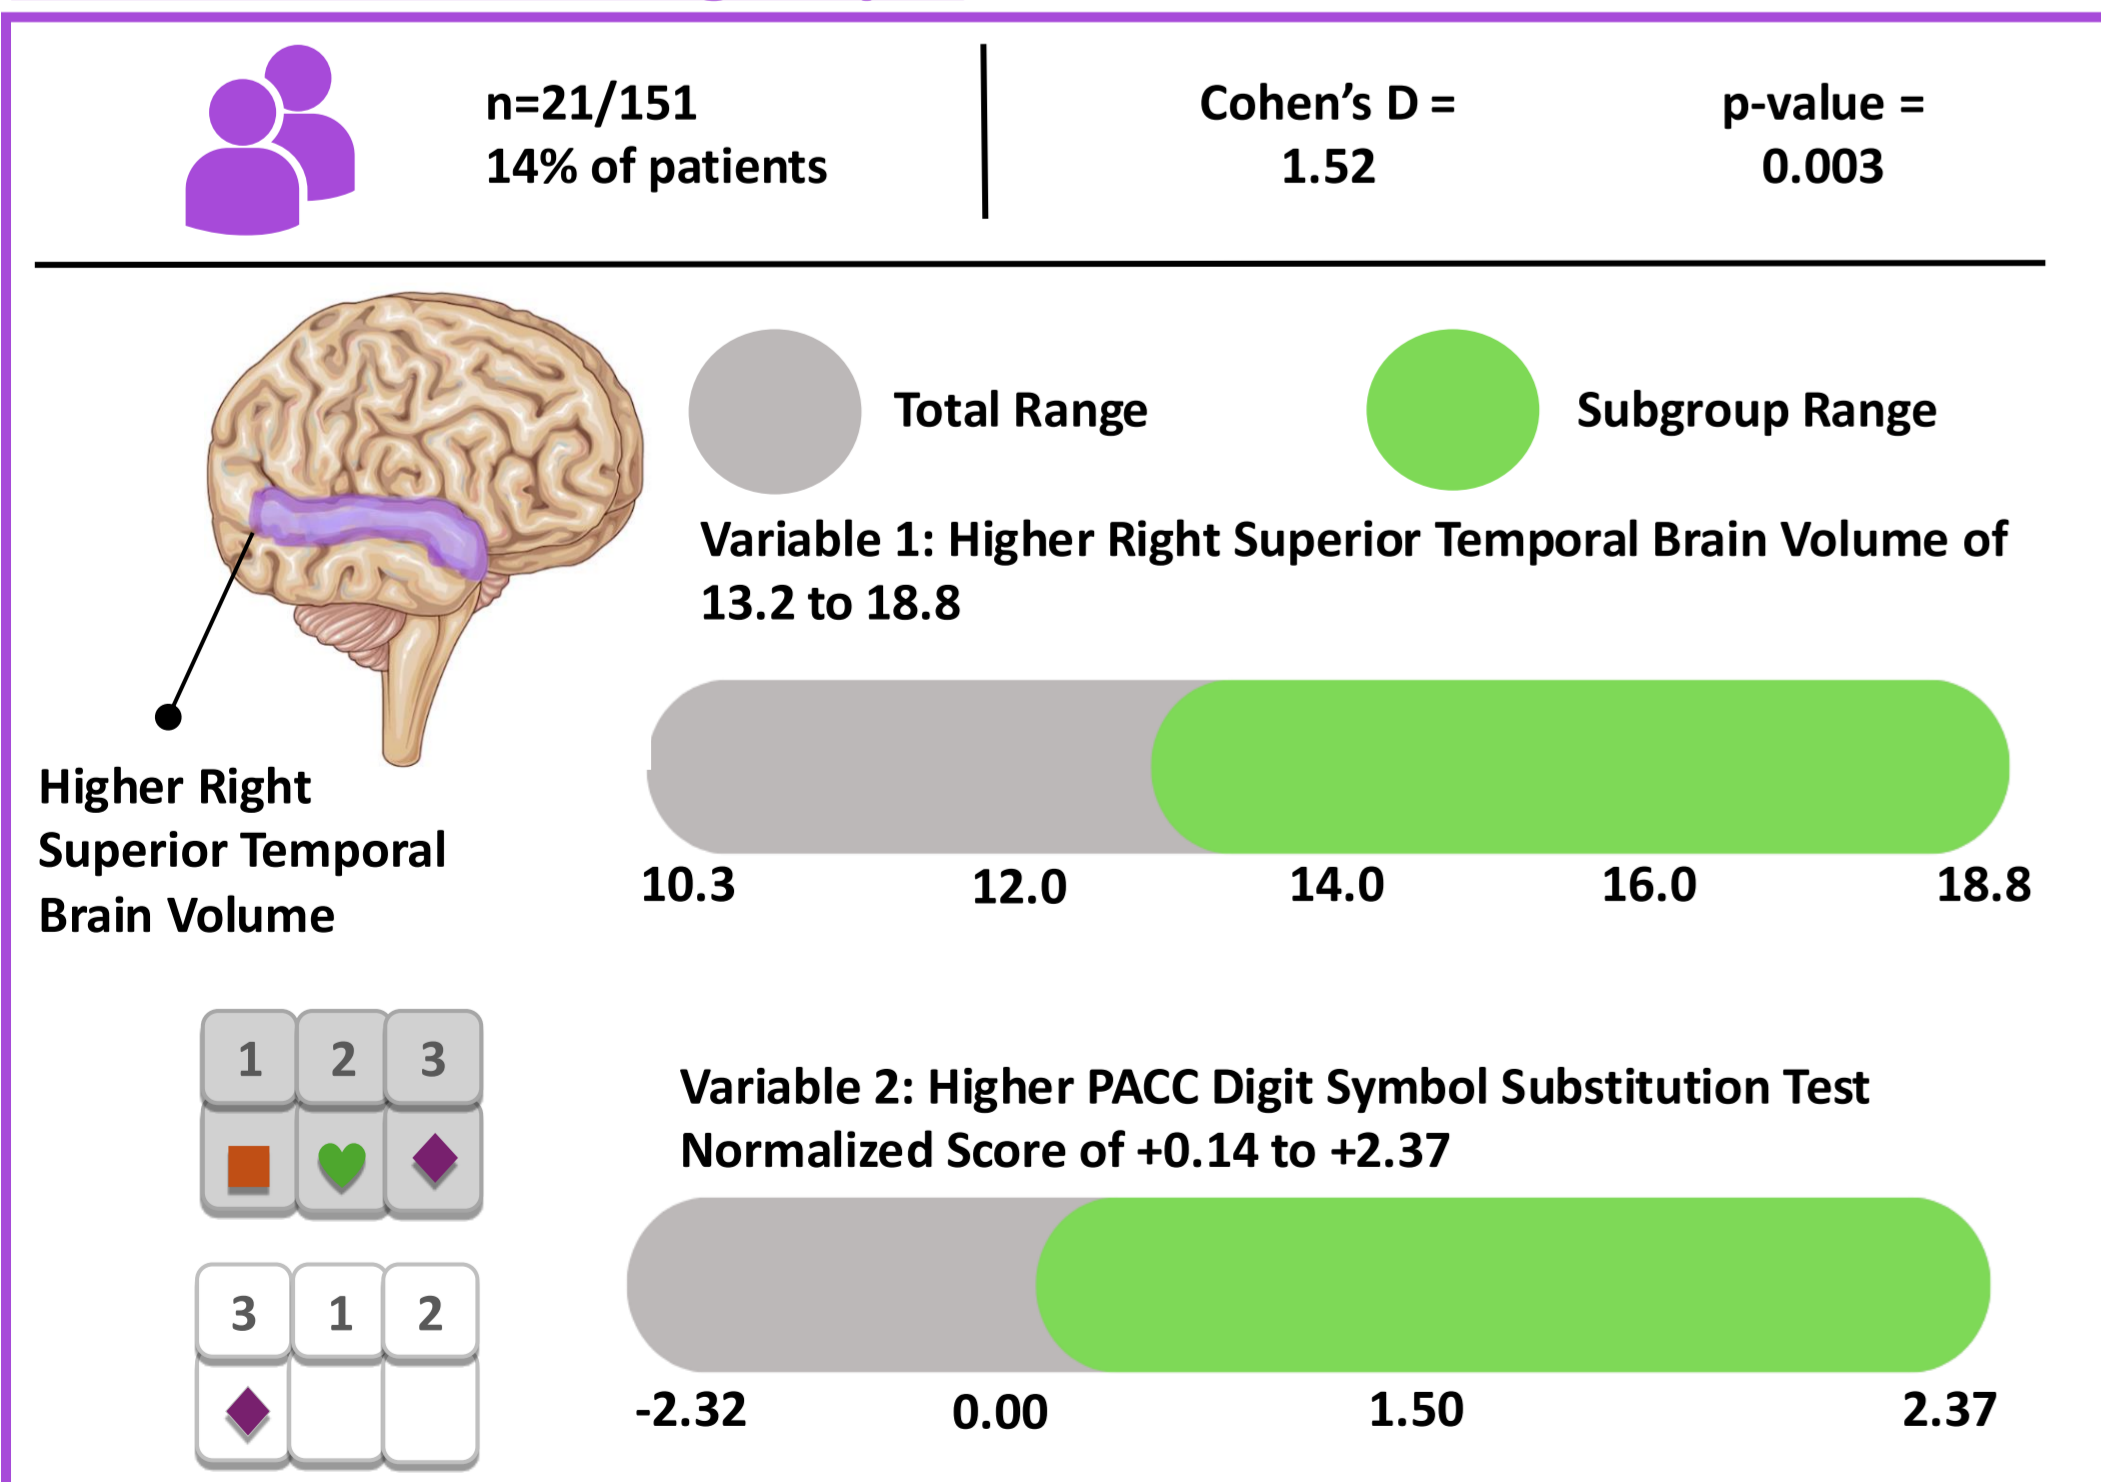 n=21/151
14% of patients
Cohen’s D =
1.52
p-value =
0.003
Total Range
Subgroup Range
Variable 1: Higher Right Superior Temporal Brain Volume of
13.2 to 18.8
10.3 12.0 14.0 16.0 18.8
Higher Right
Superior Temporal
Brain Volume
1 2 3
3 1 2
Variable 2: Higher PACC Digit Symbol Substitution Test
Normalized Score of +0.14 to +2.37
-2.32 0.00 1.50 2.37